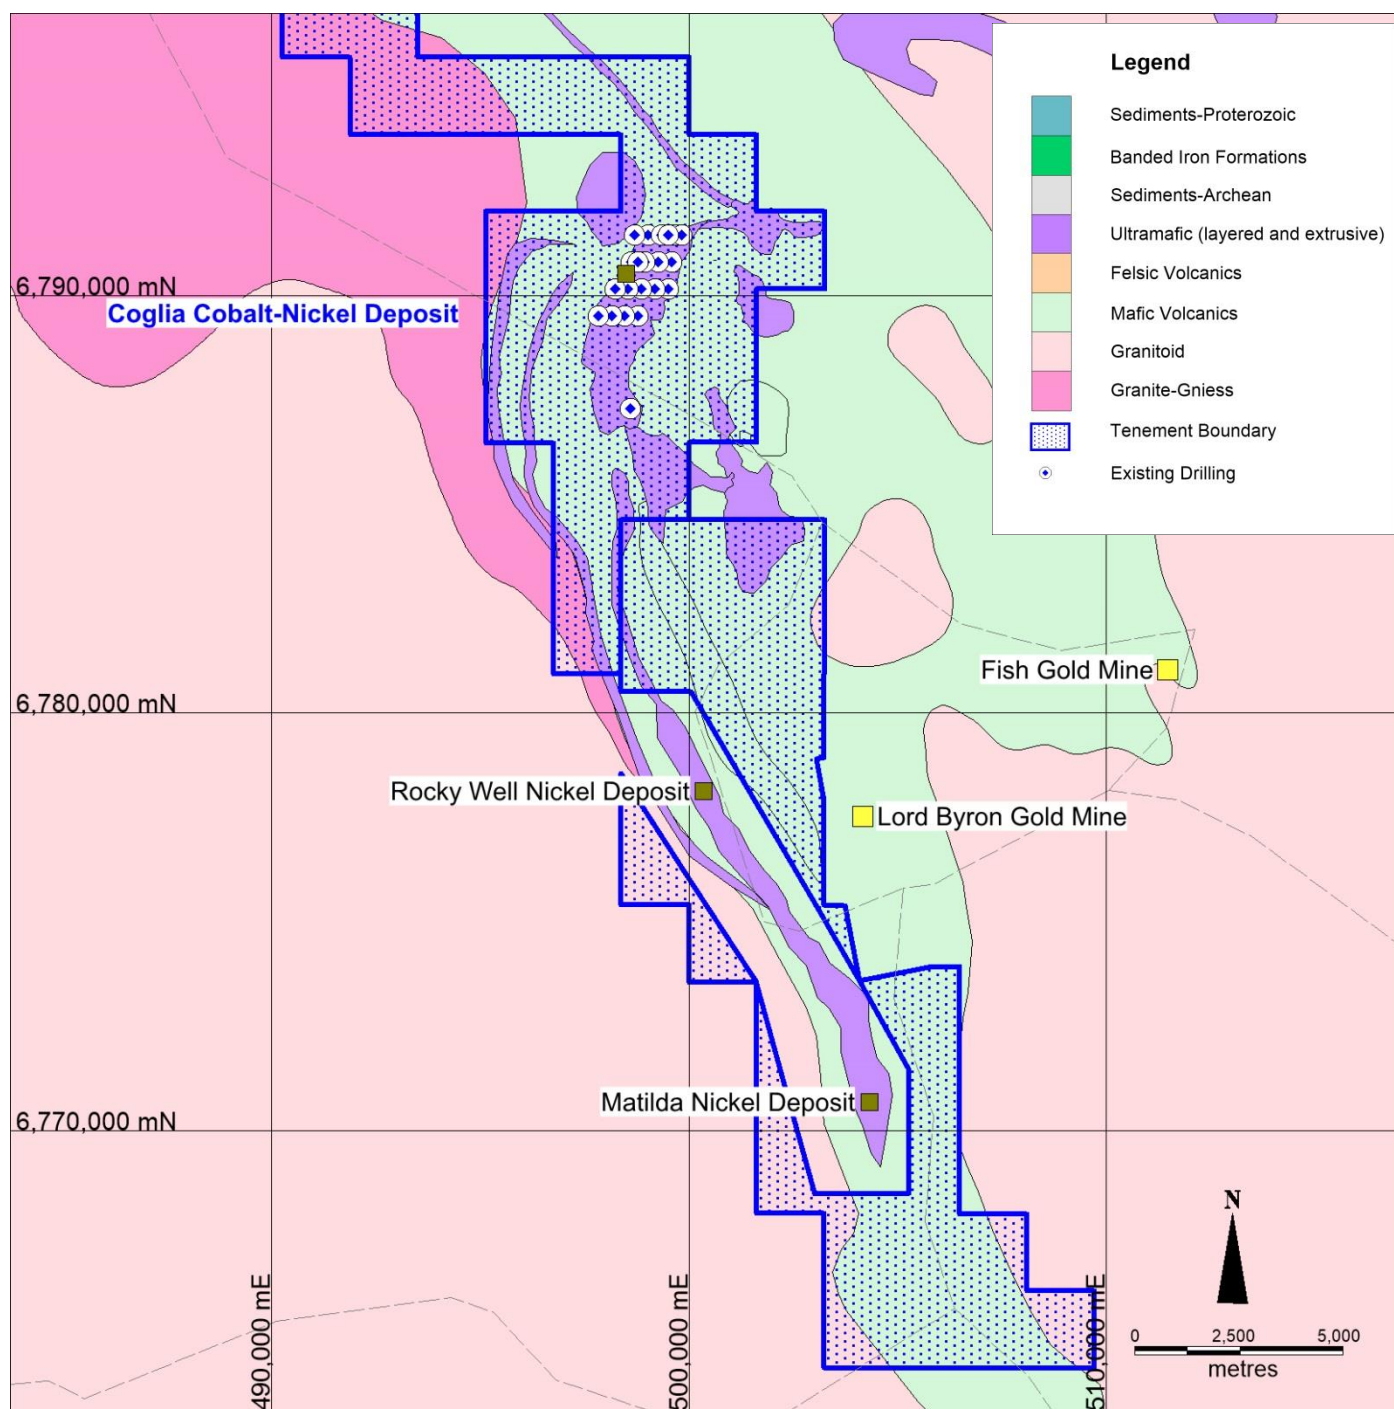 Legend
Sediments-Proterozoic
Banded Iron Formations
Sediments-Archean
Ultramafic (layered and extrusive)
Felsic Volcanics
Mafic Volcanics
Granitoid
Granite-Gniess
Tenement Boundary
Existing Drilling
6,790,000 mN
Coglia Cobalt-Nickel Deposit
Fish Gold Mine
6,780,000 mN
Rocky Well Nickel Deposit
Lord Byron Gold Mine
Matilda Nickel Deposit
6,770,000 mN
490,000 mE
500,000 mE
510,000 mE
N
0 2,500 5,000
metres